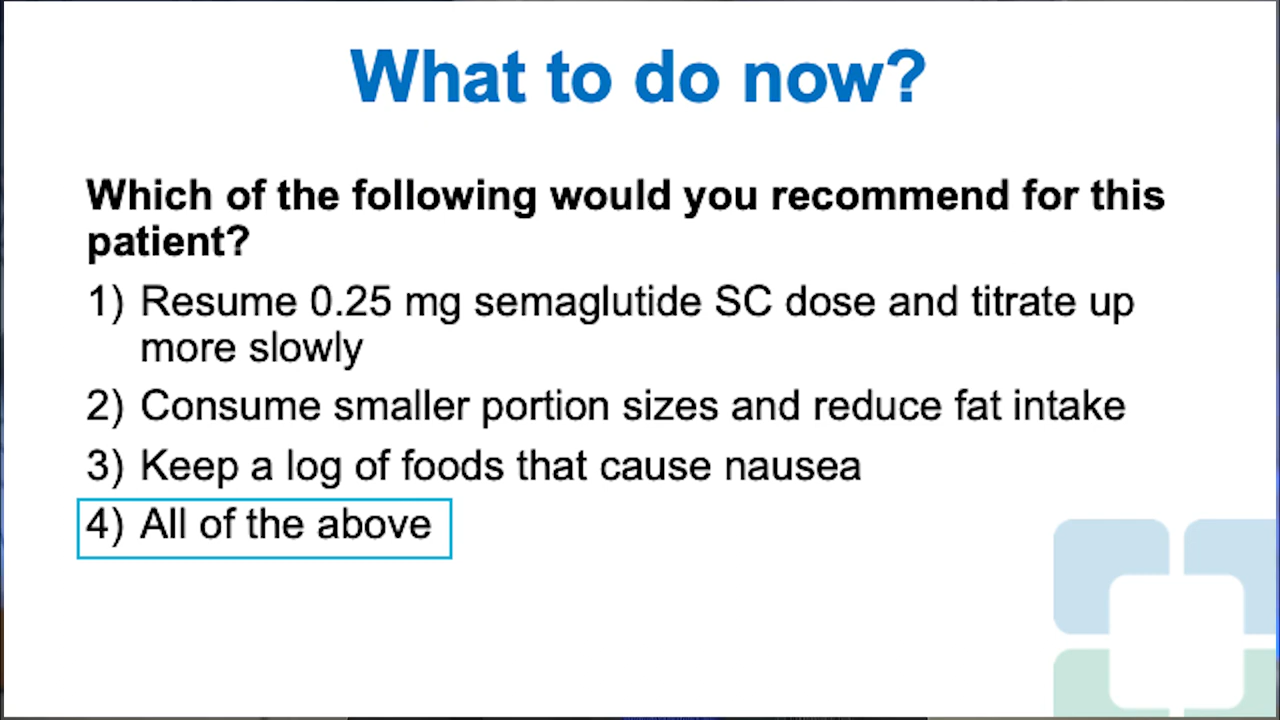 What to do now?
Which of the following would you recommend for this
patient?
1) Resume 0.25 mg semaglutide SC dose and titrate up
more slowly
2) Consume smaller portion sizes and reduce fat intake
3) Keep a log of foods that cause nausea
4) All of the above